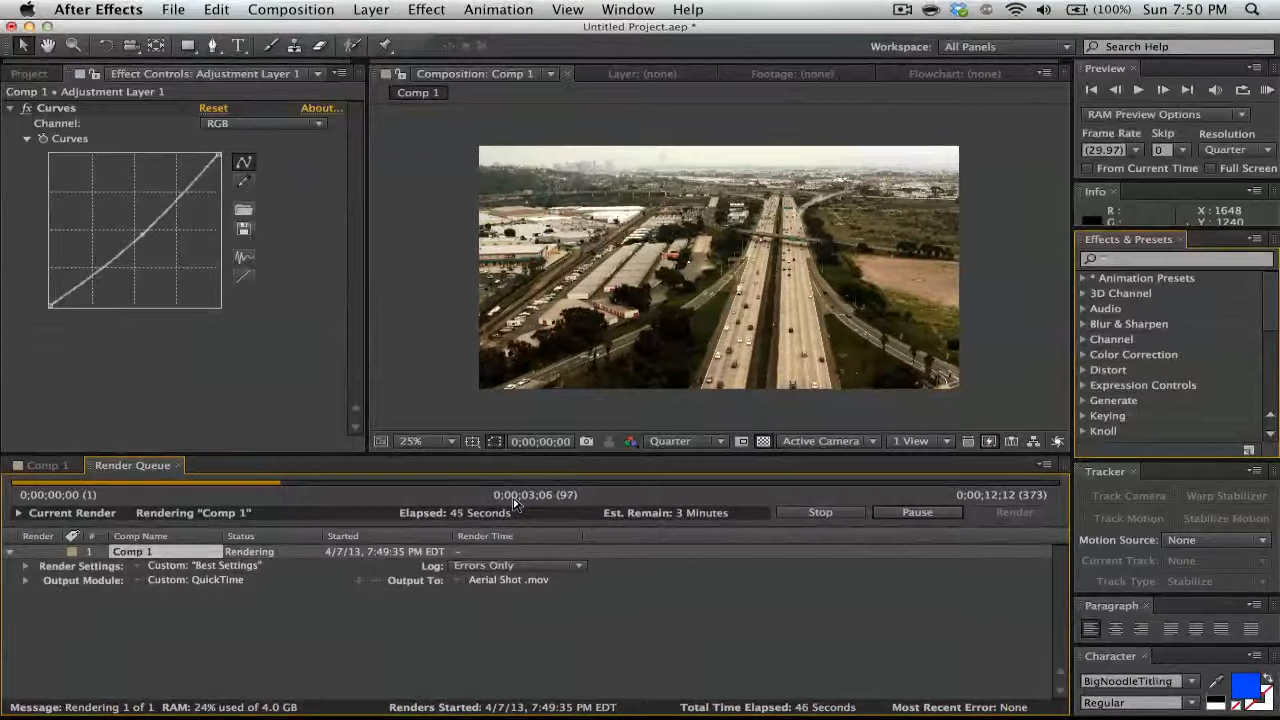 After Effects File Edit Composition Layer Effect Animation View Window Help (100%) Sun 7:50 PM
Untitled Project.aep *
Workspace: All Panels Search Help
Project Effect Controls: Adjustment Layer 1 Composition: Comp 1 Layer: (none) Footage: (none) Flowchart: (none) Preview
Comp 1 • Adjustment Layer 1 Comp 1
fx Curves Reset About...
Channel: RGB
Curves
RAM Preview Options
Frame Rate Skip Resolution
(29.97) 0 Quarter
From Current Time Full Screen
Info
R : X : 1648
Y : 1240
Effects & Presets
* Animation Presets
3D Channel
Audio
Blur & Sharpen
Channel
Color Correction
Distort
Expression Controls
Generate
Keying
Knoll
25% 0;00;00;00 Quarter Active Camera 1 View
Comp 1 Render Queue
0;00;00;00 (1) 0;00;03;06 (97) 0;00;12;12 (373)
Current Render Rendering "Comp 1" Elapsed: 45 Seconds Est. Remain: 3 Minutes Stop Pause Render
Render # Comp Name Status Started Render Time
1 Comp 1 Rendering 4/7/13, 7:49:35 PM EDT –
Render Settings: Custom: "Best Settings" Log: Errors Only
Output Module: Custom: QuickTime Output To: Aerial Shot .mov
Tracker
Track Camera Warp Stabilizer
Track Motion Stabilize Motion
Motion Source: None
Current Track: None
Track Type: Stabilize
Paragraph
Character
BigNoodleTitling
Regular
Message: Rendering 1 of 1 RAM: 24% used of 4.0 GB Renders Started: 4/7/13, 7:49:35 PM EDT Total Time Elapsed: 46 Seconds Most Recent Error: None